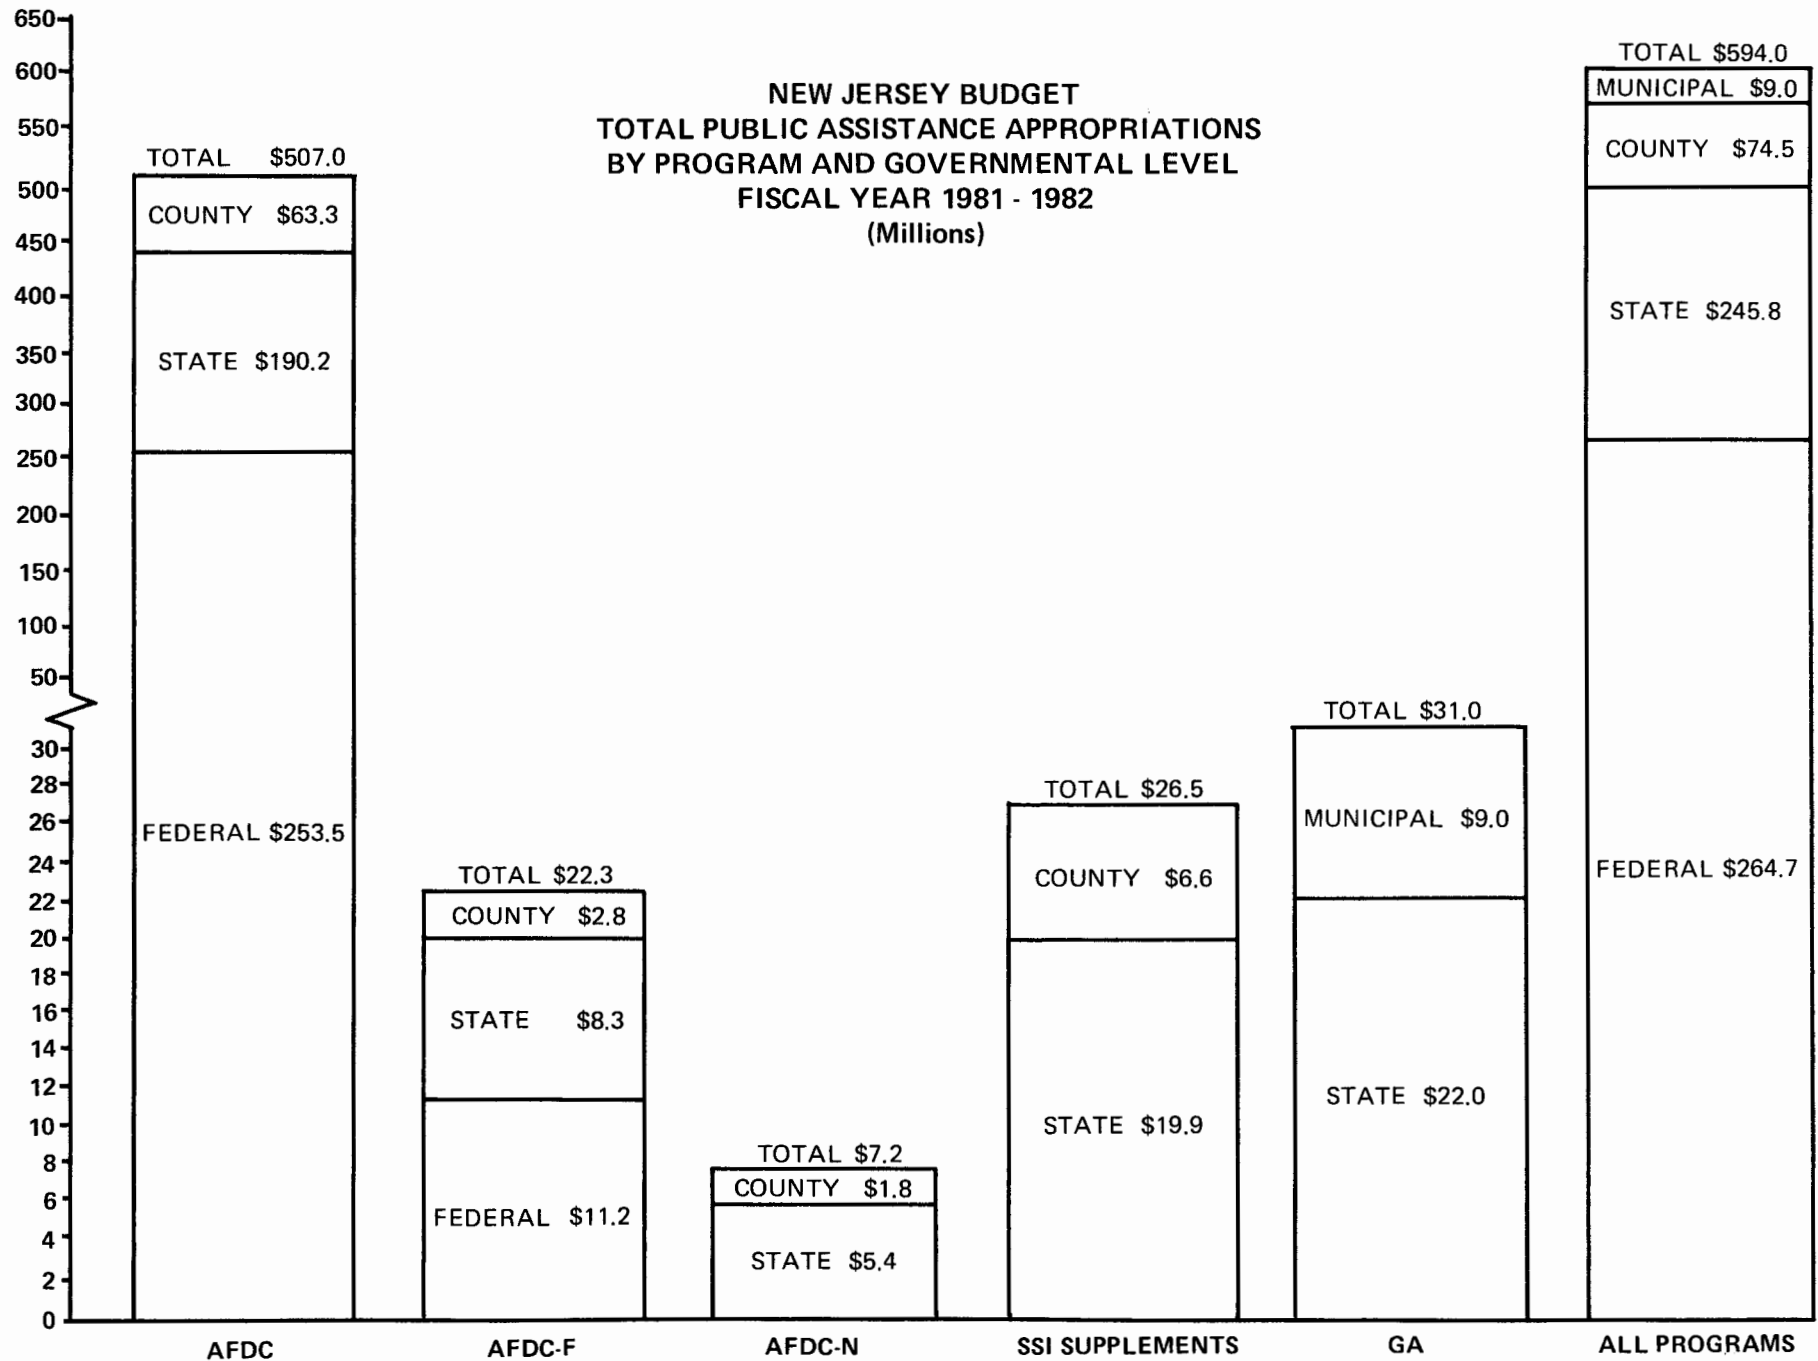 NEW JERSEY BUDGET
TOTAL PUBLIC ASSISTANCE APPROPRIATIONS
BY PROGRAM AND GOVERNMENTAL LEVEL
FISCAL YEAR 1981 - 1982
(Millions)
650
600
550
500
450
400
350
300
250
200
150
100
50
30
28
26
24
22
20
18
16
14
12
10
8
6
4
2
0
TOTAL $507.0
COUNTY $63.3
STATE $190.2
FEDERAL $253.5
AFDC
TOTAL $22.3
COUNTY $2.8
STATE $8.3
FEDERAL $11.2
AFDC-F
TOTAL $7.2
COUNTY $1.8
STATE $5.4
AFDC-N
TOTAL $26.5
COUNTY $6.6
STATE $19.9
SSI SUPPLEMENTS
TOTAL $31.0
MUNICIPAL $9.0
STATE $22.0
GA
TOTAL $594.0
MUNICIPAL $9.0
COUNTY $74.5
STATE $245.8
FEDERAL $264.7
ALL PROGRAMS